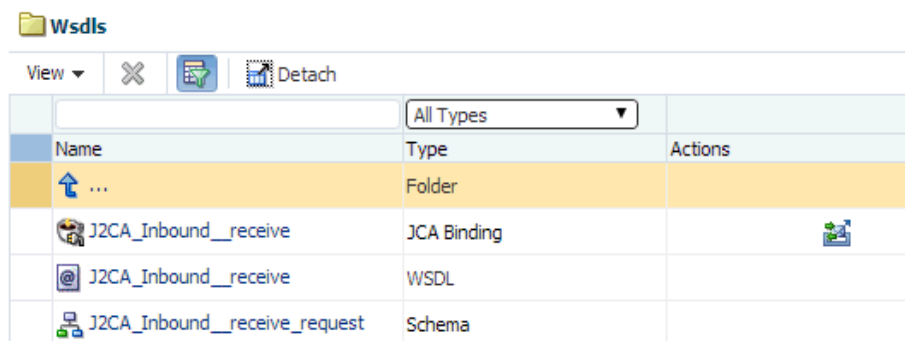 Wsdls
View Detach
All Types
Name Type Actions
... Folder
J2CA_Inbound__receive JCA Binding
@ J2CA_Inbound__receive WSDL
J2CA_Inbound__receive_request Schema